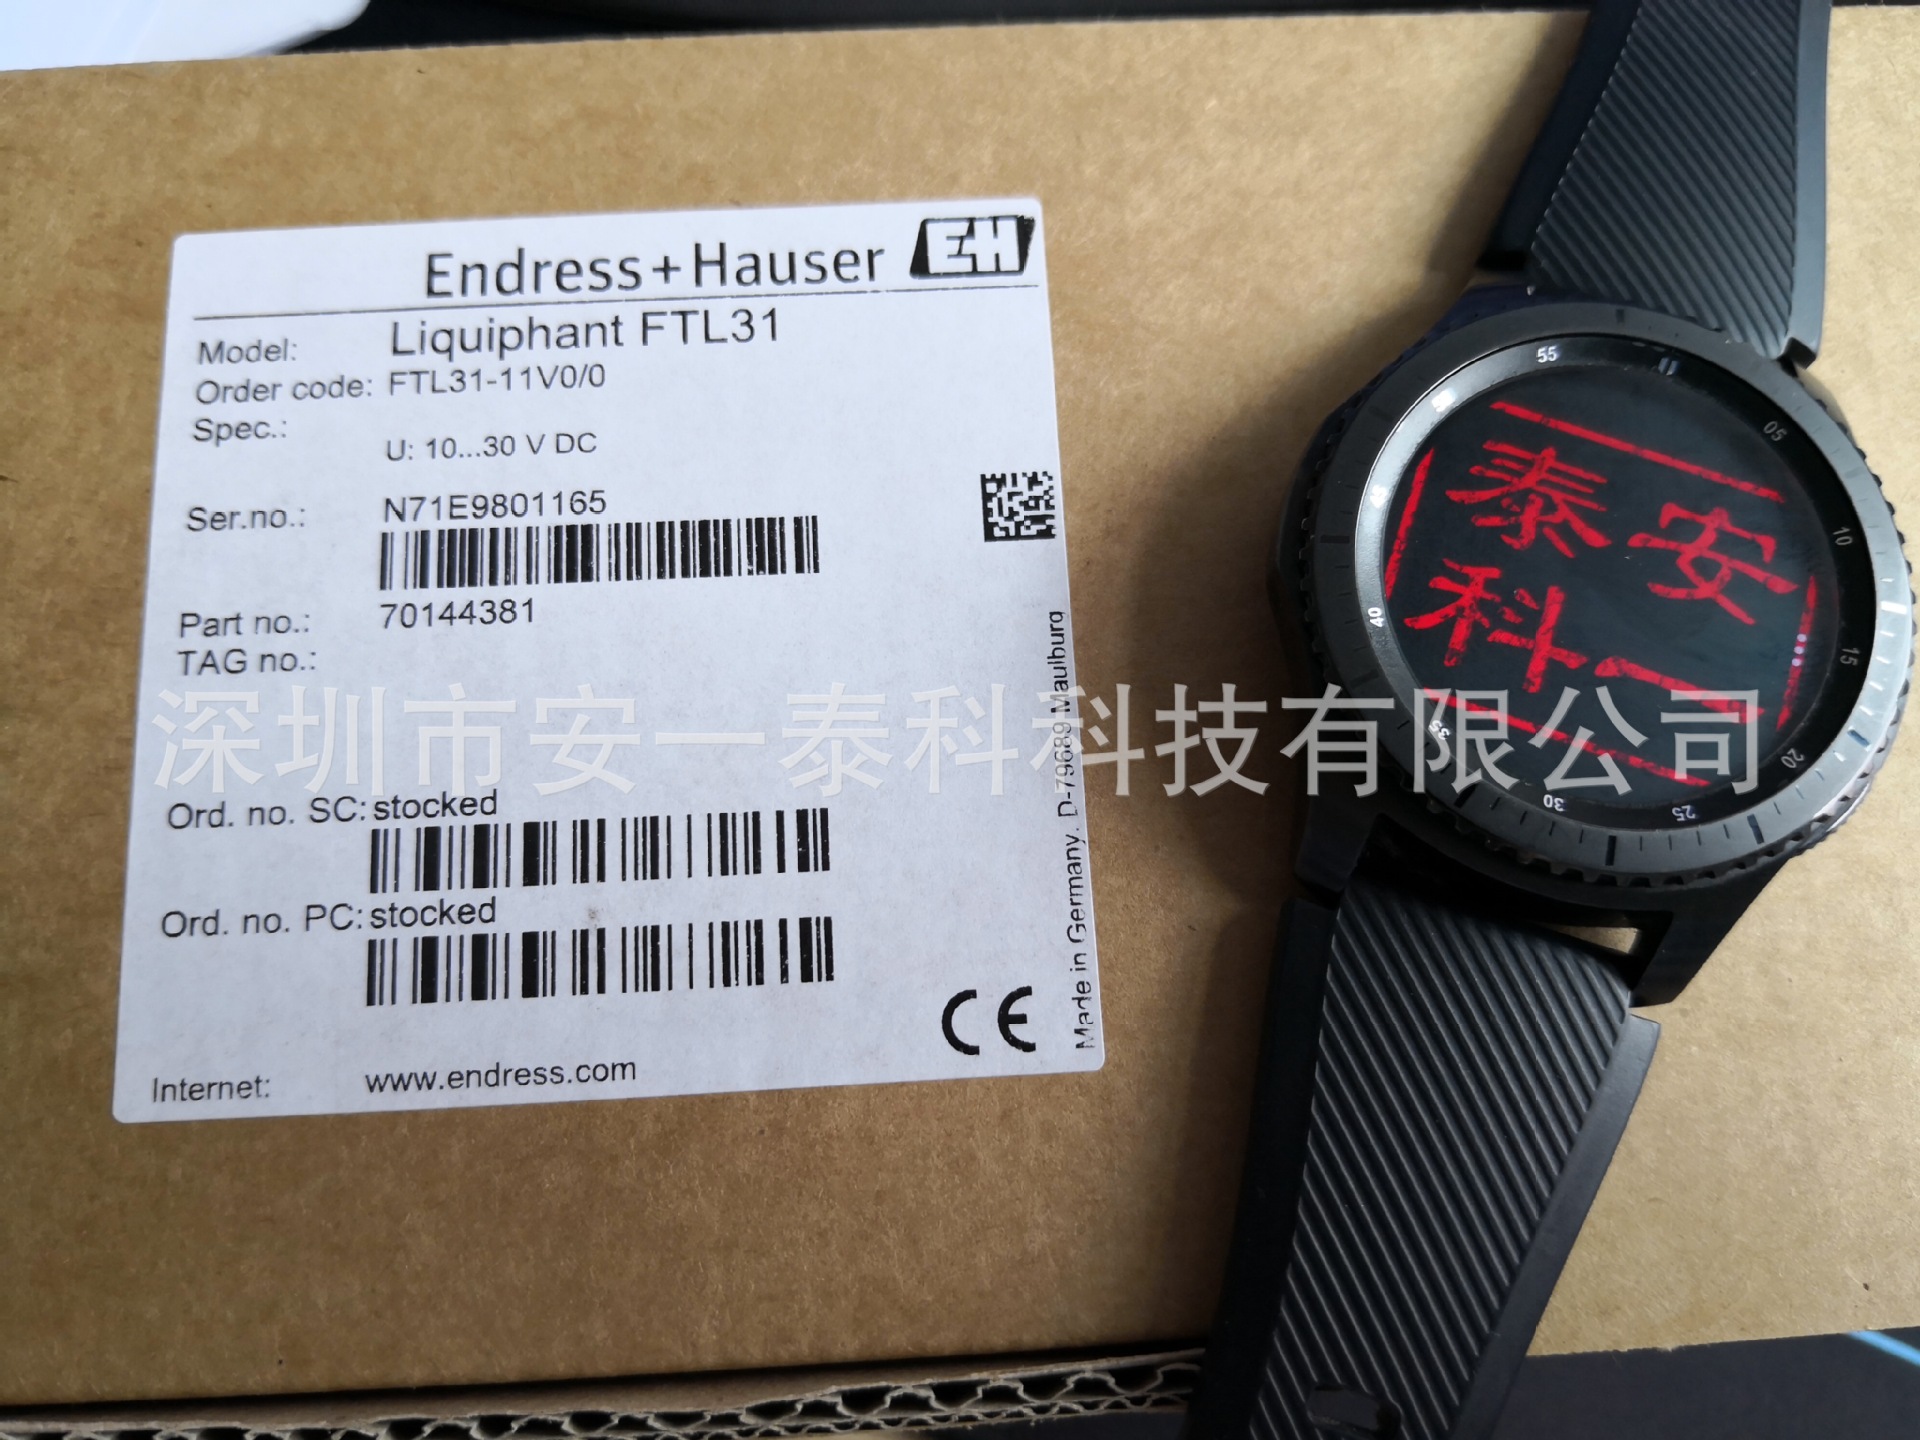 Endress+Hauser EH
Model: Liquiphant FTL31
Order code: FTL31-11V0/0
Spec.:
U: 10...30 V DC
Ser.no.: N71E9801165
Part no.: 70144381
TAG no.:
Ord. no. SC: stocked
Ord. no. PC: stocked
CE
Internet: www.endress.com
Made in Germany. D-79689 Maulburg
深圳市安一泰科科技有限公司
55
50
05
45
10
40
15
35
20
30
25
泰安
科一